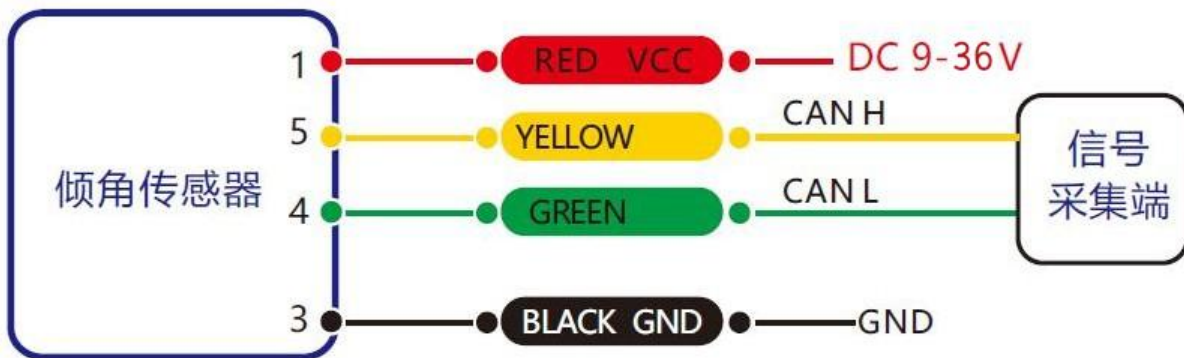 1 RED VCC DC 9-36V
5 YELLOW CAN H
信号
采集端
倾角传感器
4 GREEN CAN L
3 BLACK GND GND